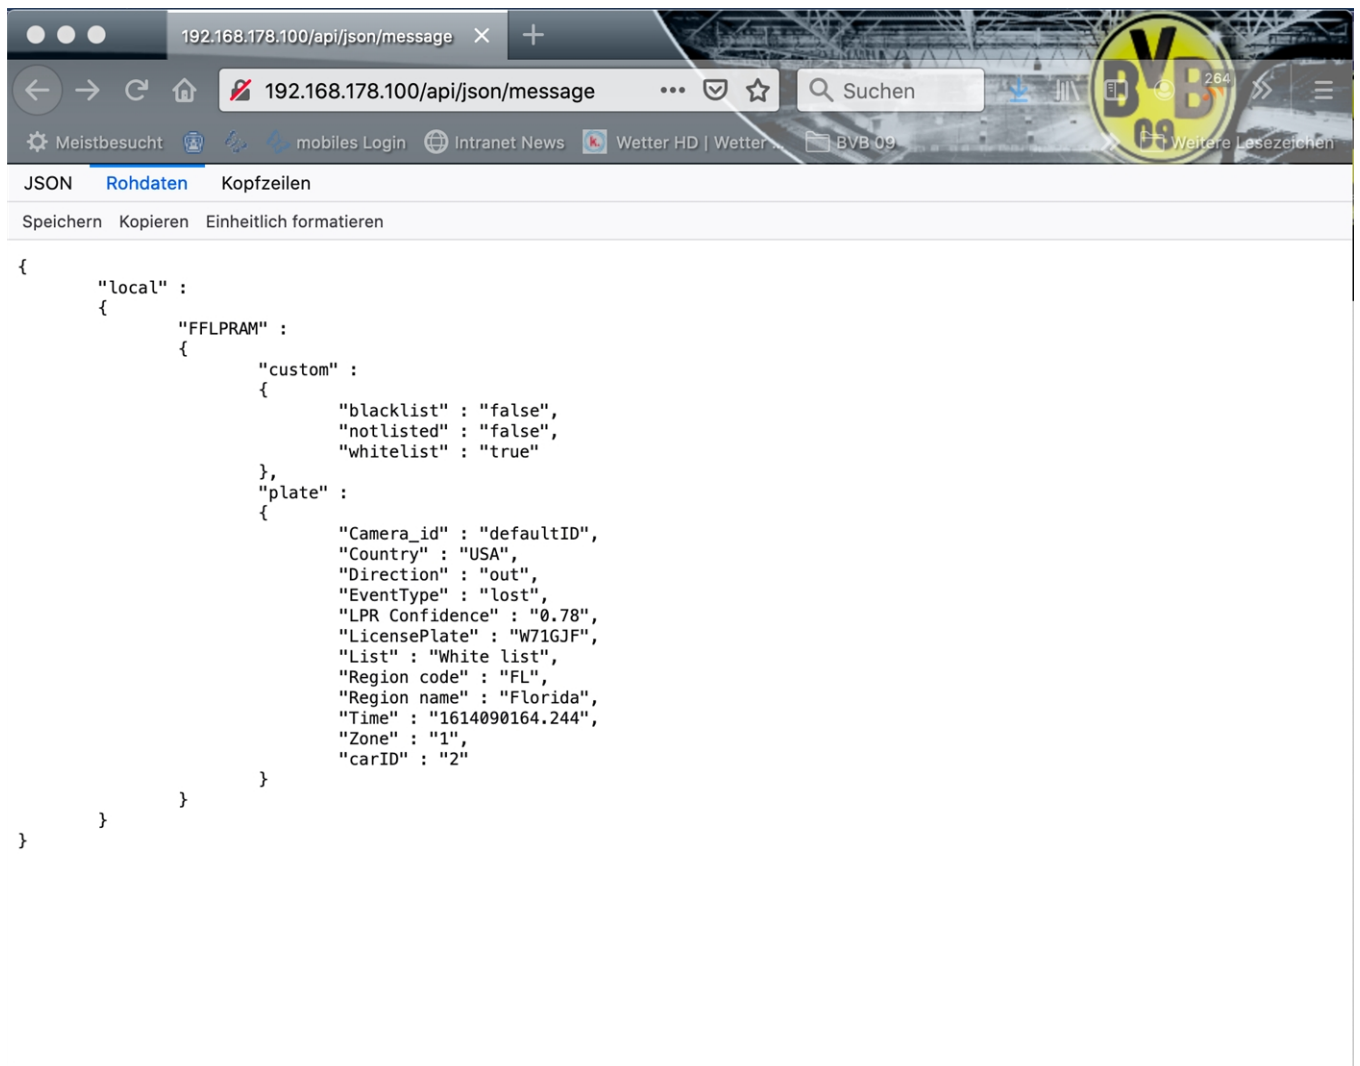 192.168.178.100/api/json/message
192.168.178.100/api/json/message
Suchen
264
BVB
09
Meistbesucht mobiles Login Intranet News k. Wetter HD | Wetter ... BVB 09 Weitere Lesezeichen
JSON Rohdaten Kopfzeilen
Speichern Kopieren Einheitlich formatieren
{
"local" :
{
"FFLPRAM" :
{
"custom" :
{
"blacklist" : "false",
"notlisted" : "false",
"whitelist" : "true"
},
"plate" :
{
"Camera_id" : "defaultID",
"Country" : "USA",
"Direction" : "out",
"EventType" : "lost",
"LPR Confidence" : "0.78",
"LicensePlate" : "W71GJF",
"List" : "White list",
"Region code" : "FL",
"Region name" : "Florida",
"Time" : "1614090164.244",
"Zone" : "1",
"carID" : "2"
}
}
}
}